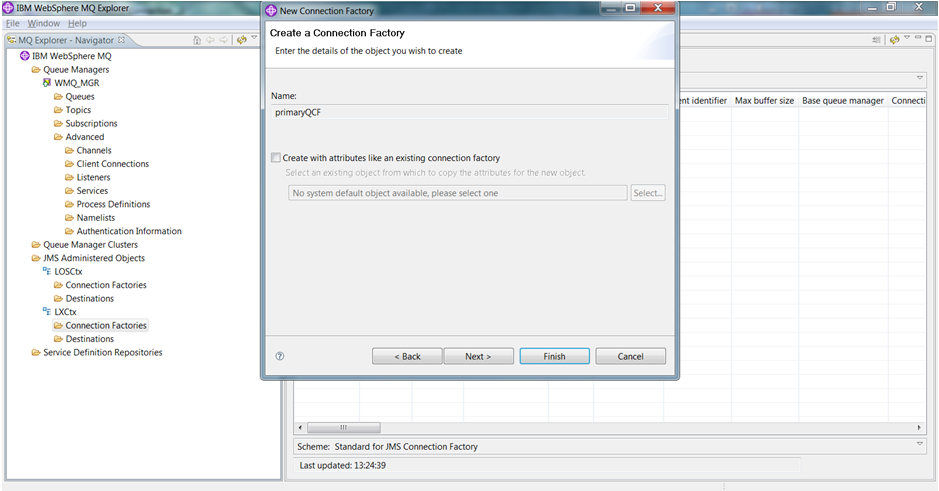 IBM WebSphere MQ Explorer
File Window Help
MQ Explorer - Navigator
IBM WebSphere MQ
Queue Managers
WMQ_MGR
Queues
Topics
Subscriptions
Advanced
Channels
Client Connections
Listeners
Services
Process Definitions
Namelists
Authentication Information
Queue Manager Clusters
JMS Administered Objects
LOSCtx
Connection Factories
Destinations
LXCtx
Connection Factories
Destinations
Service Definition Repositories
New Connection Factory
Create a Connection Factory
Enter the details of the object you wish to create
Name:
primaryQCF
Create with attributes like an existing connection factory
Select an existing object from which to copy the attributes for the new object.
No system default object available, please select one
Select...
< Back Next > Finish Cancel
identifier Max buffer size Base queue manager Connecti
Scheme: Standard for JMS Connection Factory
Last updated: 13:24:39